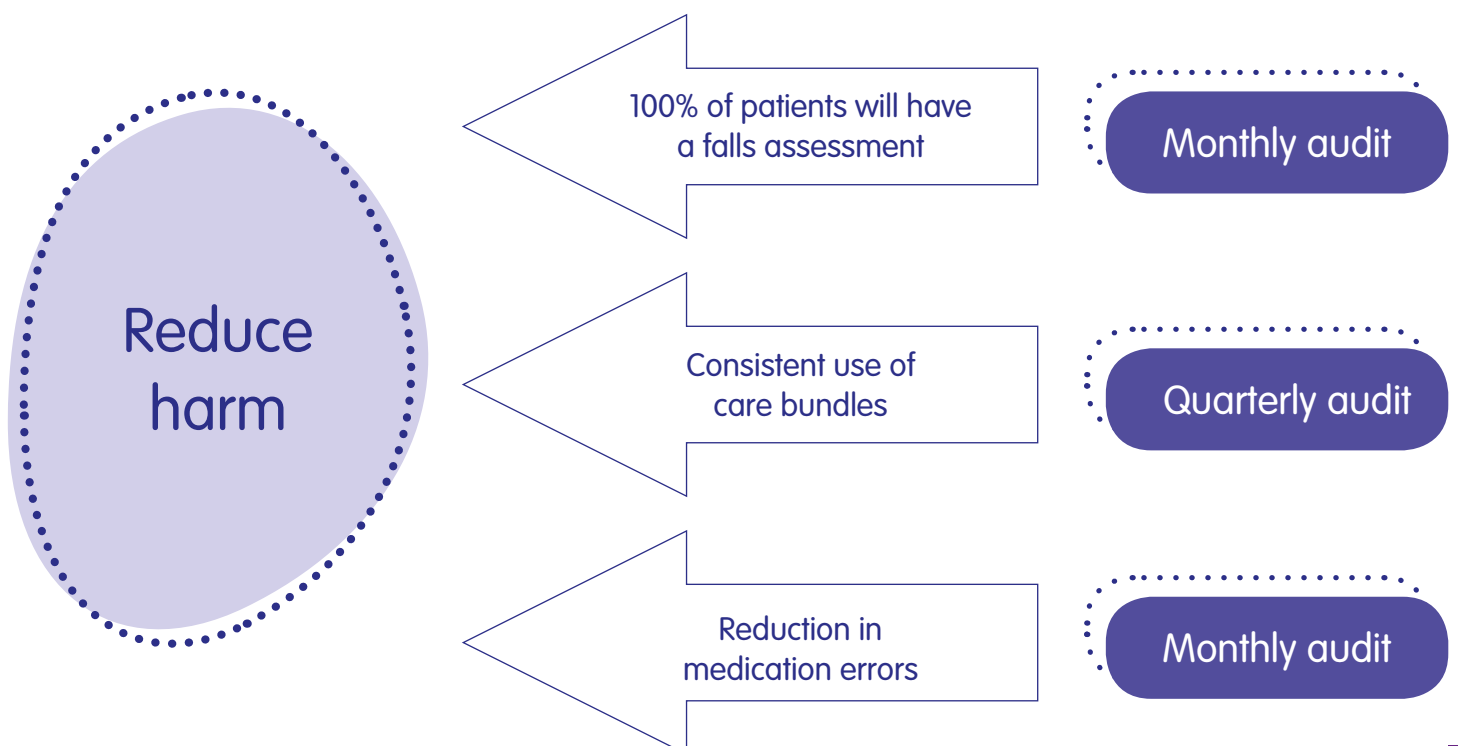 Reduce
harm
100% of patients will have
a falls assessment
Monthly audit
Consistent use of
care bundles
Quarterly audit
Reduction in
medication errors
Monthly audit